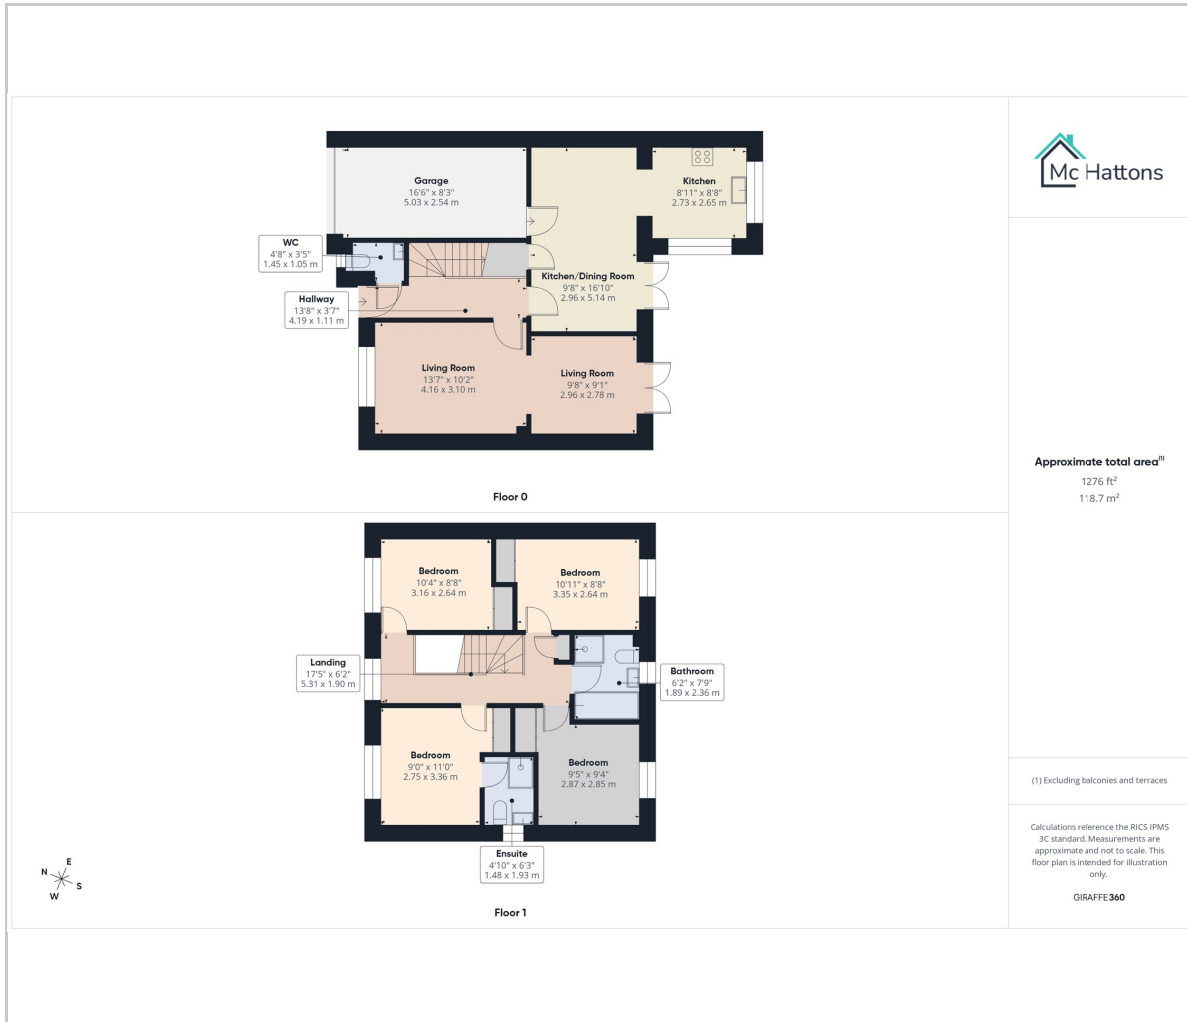 Garage
16'6" x 8'3"
5.03 x 2.54 m
Kitchen
8'11" x 8'8"
2.73 x 2.65 m
WC
4'8" x 3'5"
1.45 x 1.05 m
Kitchen/Dining Room
9'8" x 16'10"
2.96 x 5.14 m
Hallway
13'8" x 3'7"
4.19 x 1.11 m
Living Room
13'7" x 10'2"
4.16 x 3.10 m
Living Room
9'8" x 9'1"
2.96 x 2.78 m
Floor 0
Bedroom
10'4" x 8'8"
3.16 x 2.64 m
Bedroom
10'11" x 8'8"
3.35 x 2.64 m
Landing
17'5" x 6'2"
5.31 x 1.90 m
Bathroom
6'2" x 7'9"
1.89 x 2.36 m
Bedroom
9'0" x 11'0"
2.75 x 3.36 m
Bedroom
9'5" x 9'4"
2.87 x 2.85 m
Ensuite
4'10" x 6'3"
1.48 x 1.93 m
N
E
S
W
Floor 1
Mc Hattons
Approximate total area(1)
1276 ft²
118.7 m²
(1) Excluding balconies and terraces
Calculations reference the RICS IPMS
3C standard. Measurements are
approximate and not to scale. This
floor plan is intended for illustration
only.
GIRAFFE360